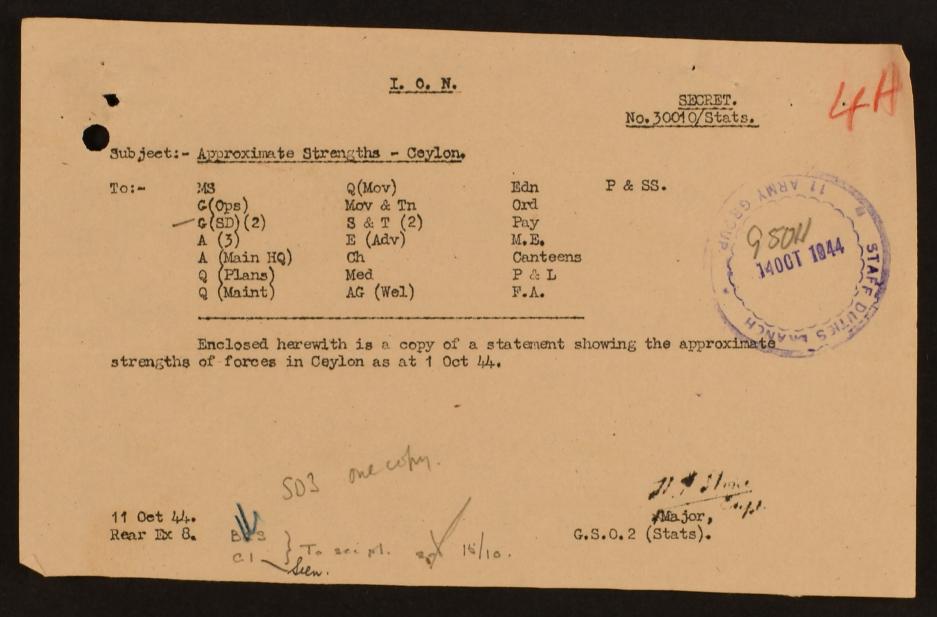 I. O. N.
4A
SECRET.
No.30010/Stats.
Subject:- Approximate Strengths - Ceylon.
To:- MS Q(Mov) Edn P & SS.
G(Ops) Mov & Tn Ord
G(SD)(2) S & T (2) Pay
A (3) E (Adv) M.E.
A (Main HQ) Ch Canteens
Q (Plans) Med P & L
Q (Maint) AG (Wel) F.A.
11 ARMY GROUP
14 OCT 1944
STAFF DUTIES BRANCH
Enclosed herewith is a copy of a statement showing the approximate
strengths of forces in Ceylon as at 1 Oct 44.
SD3 one copy.
11 Oct 44.
Rear Ex 8.
Major,
G.S.O.2 (Stats).
C1
To see pl.
15/10.
Seen.